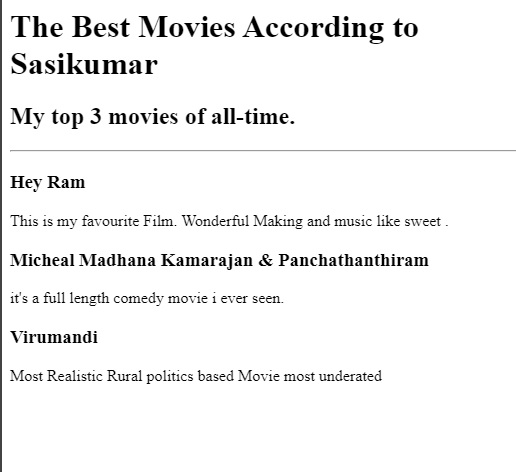 The Best Movies According to
Sasikumar
My top 3 movies of all-time.
Hey Ram
This is my favourite Film. Wonderful Making and music like sweet .
Micheal Madhana Kamarajan & Panchathanthiram
it's a full length comedy movie i ever seen.
Virumandi
Most Realistic Rural politics based Movie most underated